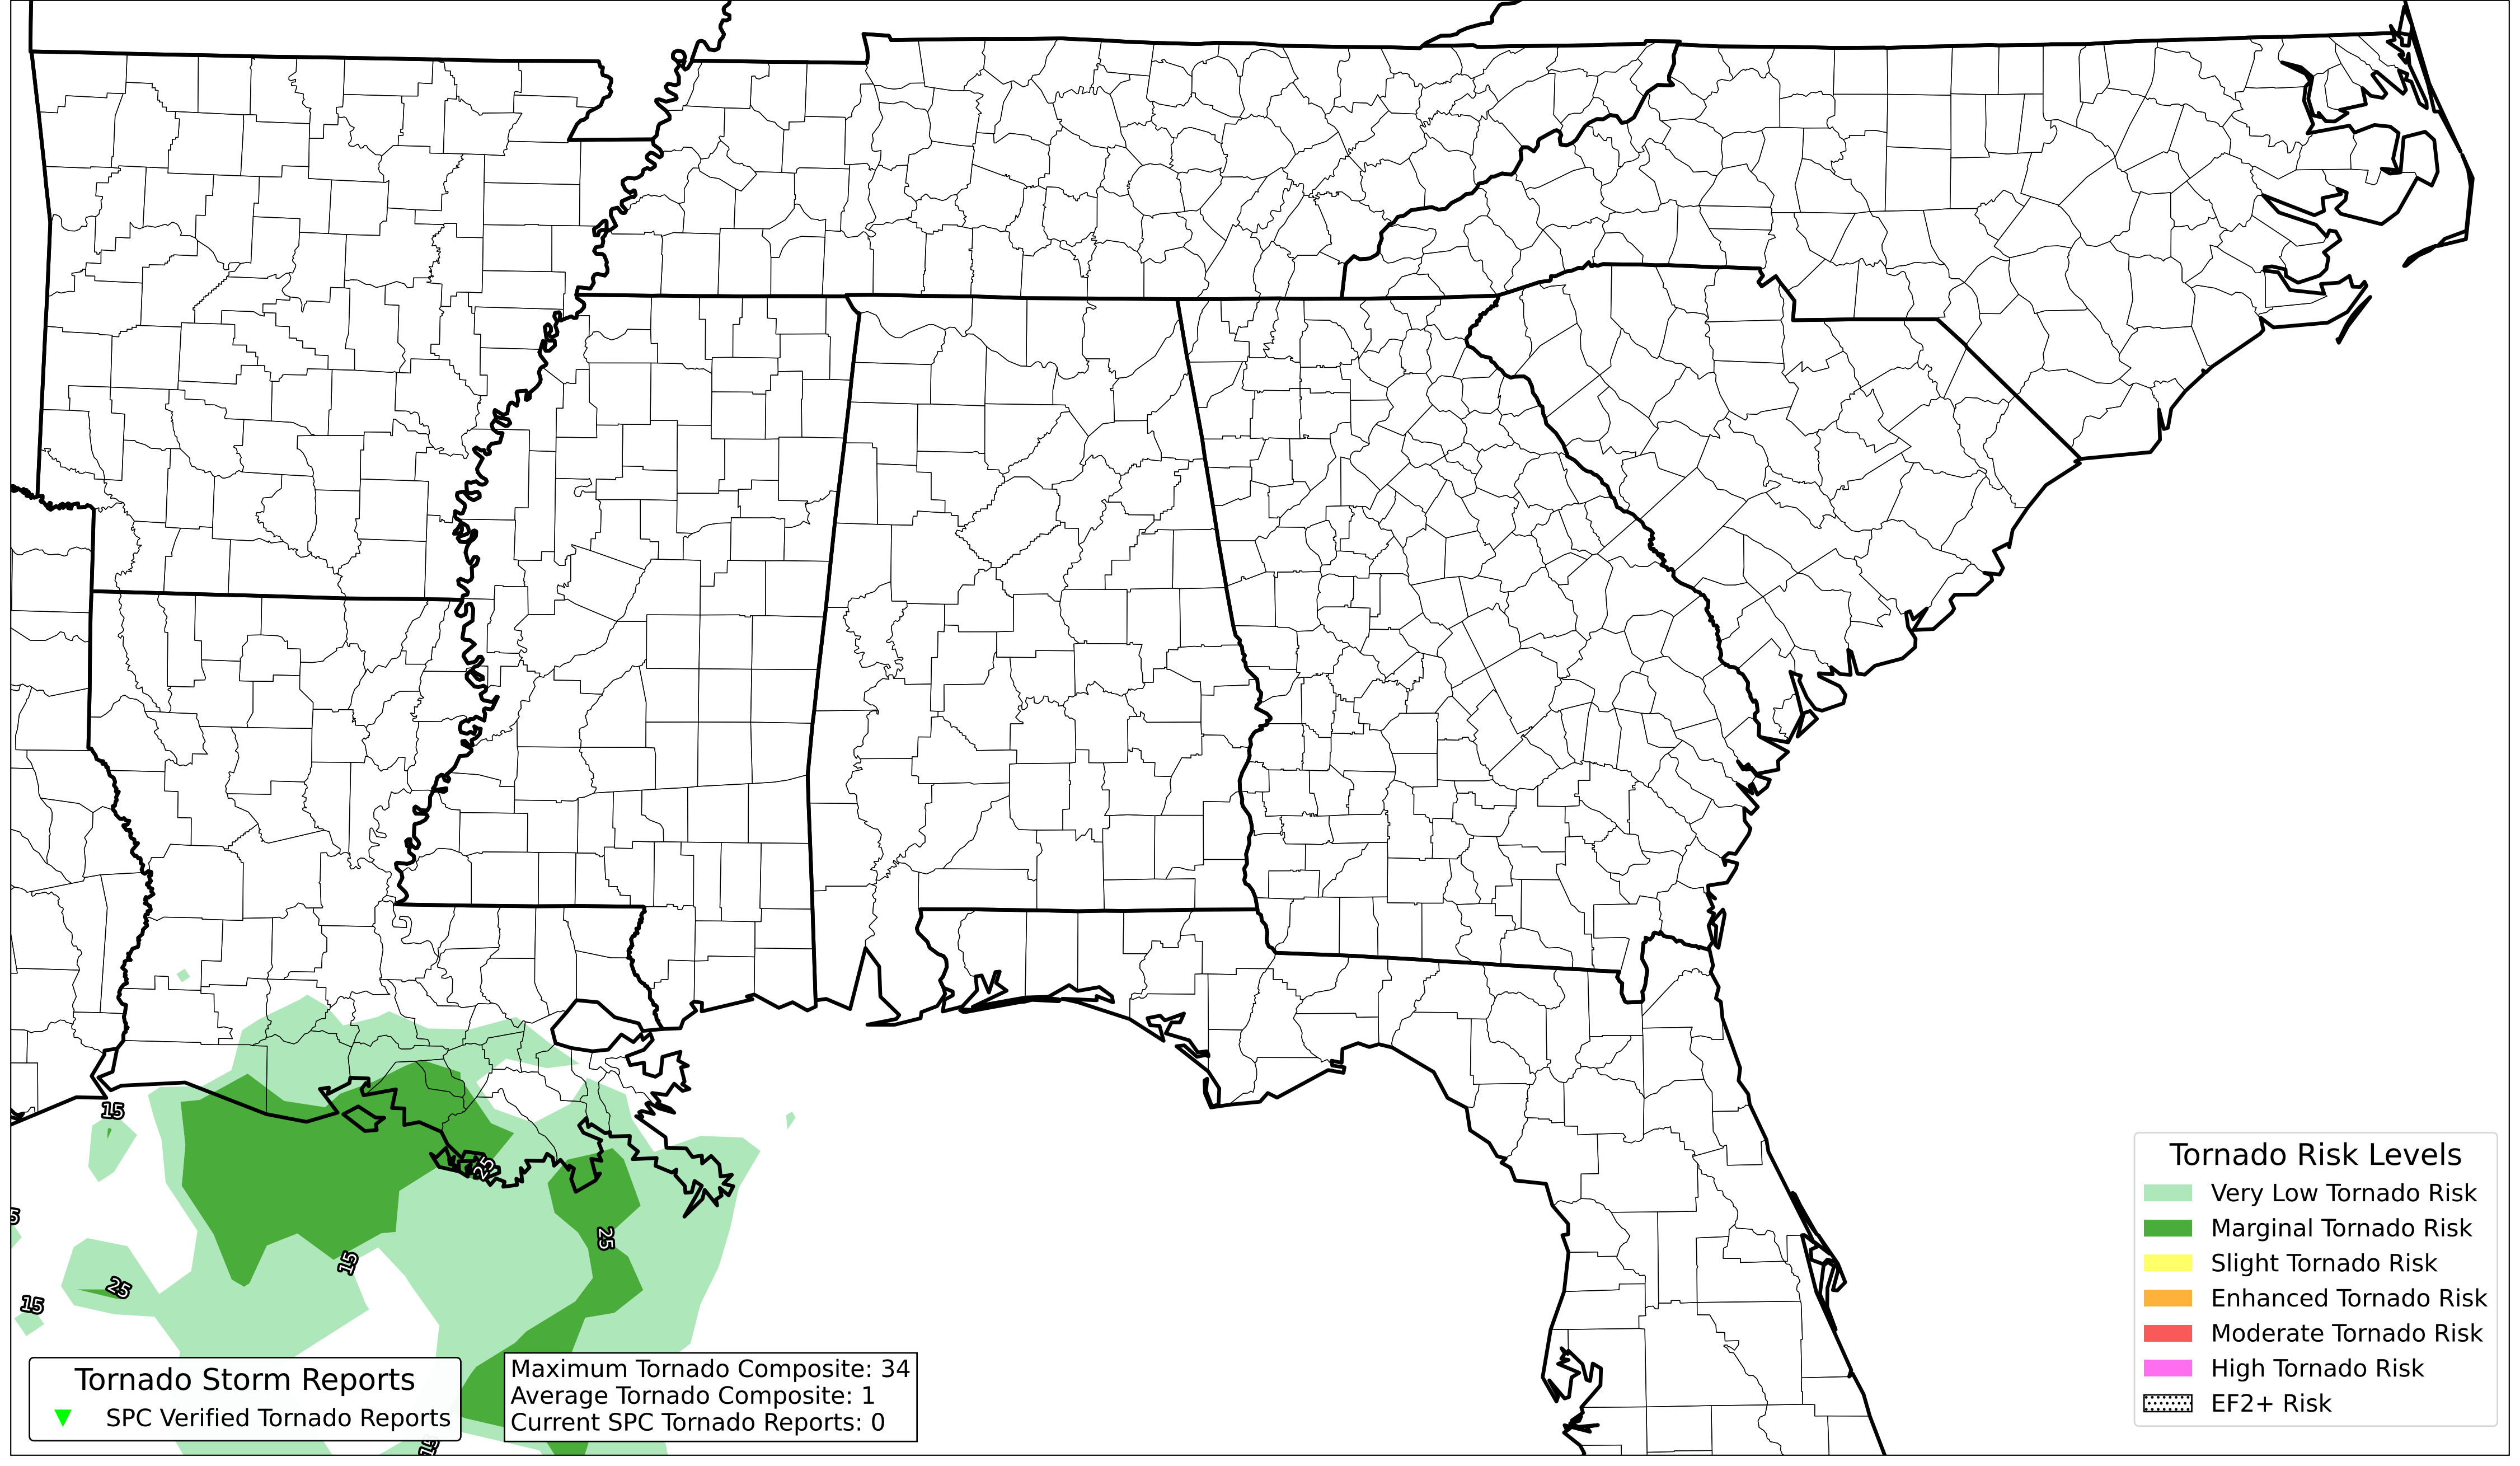 15
25
25
5
15
25
15
Tornado Storm Reports
SPC Verified Tornado Reports
Maximum Tornado Composite: 34
Average Tornado Composite: 1
Current SPC Tornado Reports: 0
Tornado Risk Levels
Very Low Tornado Risk
Marginal Tornado Risk
Slight Tornado Risk
Enhanced Tornado Risk
Moderate Tornado Risk
High Tornado Risk
EF2+ Risk